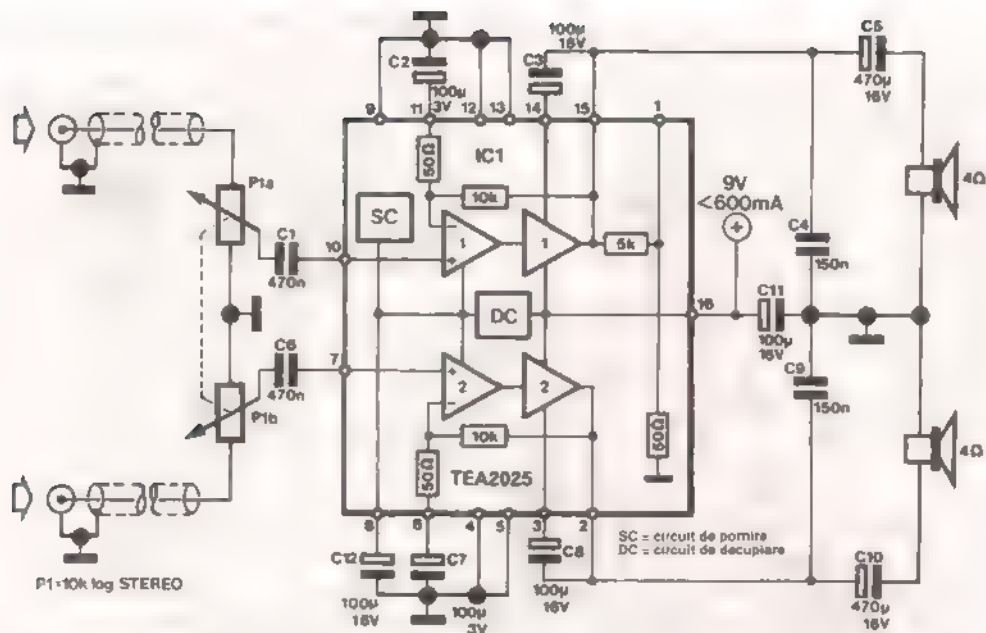 100µ
16V
C3
C5
470µ
16V
C2
100µ
3V
9
11
12
13
14
15
1
IC1
50Ω
10k
SC
1
1
5k
9V
<600mA
+
4Ω
P1a
C1
470n
10
C4
150n
DC
16
C11
100µ
16V
C6
470n
7
P1b
2
2
10k
50Ω
50Ω
C9
150n
4Ω
TEA2025
8
6
4
5
3
2
SC = circuit de pornire
DC = circuit de decuplare
C12
C7
C8
C10
P1=10k log STEREO
100µ
16V
100µ
3V
100µ
16V
470µ
16V